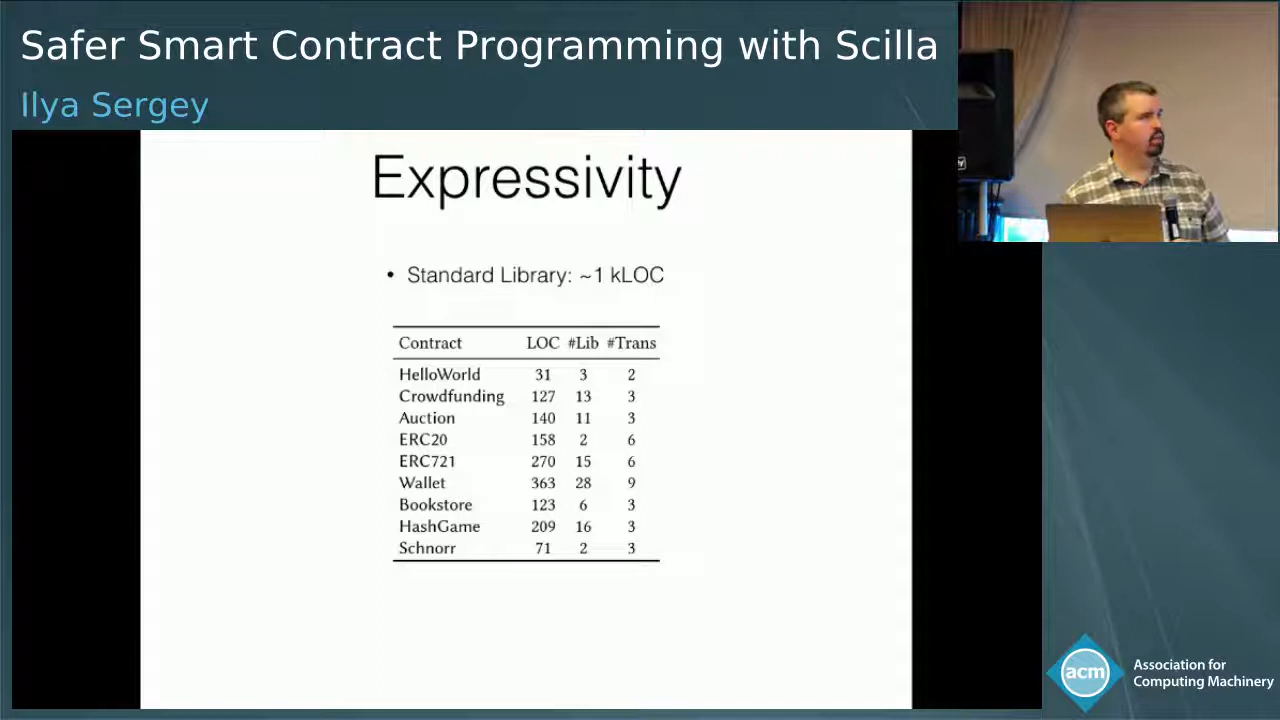 Safer Smart Contract Programming with Scilla
Ilya Sergey
Expressivity
• Standard Library: ~1 kLOC
Contract LOC #Lib #Trans
HelloWorld 31 3 2
Crowdfunding 127 13 3
Auction 140 11 3
ERC20 158 2 6
ERC721 270 15 6
Wallet 363 28 9
Bookstore 123 6 3
HashGame 209 16 3
Schnorr 71 2 3
acm
Association for
Computing Machinery